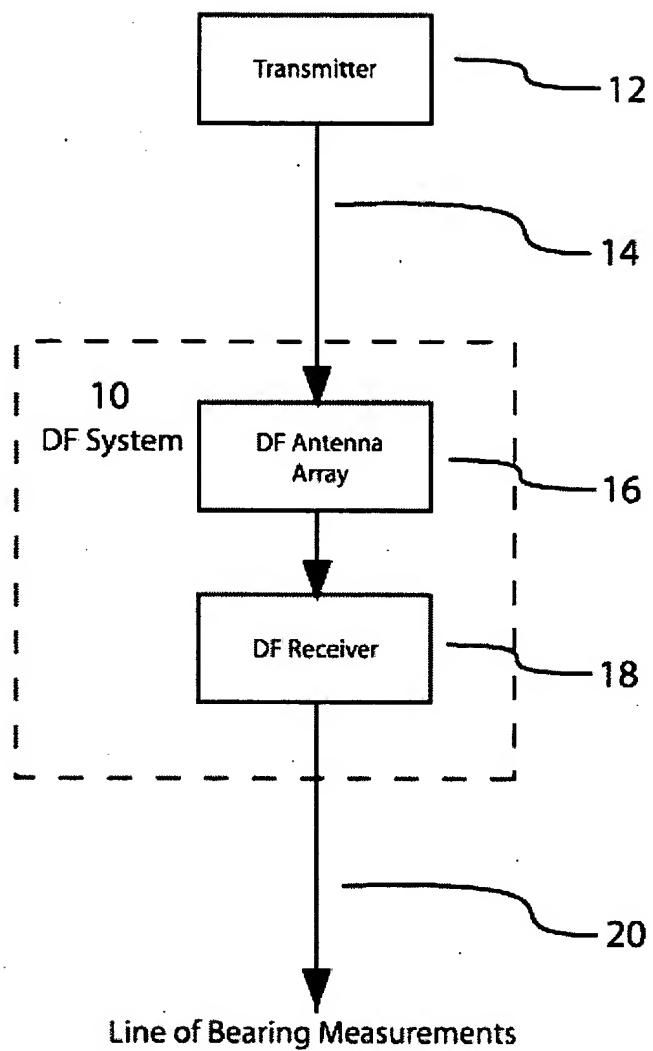 Transmitter
12
14
10
DF System
DF Antenna
Array
16
DF Receiver
18
20
Line of Bearing Measurements